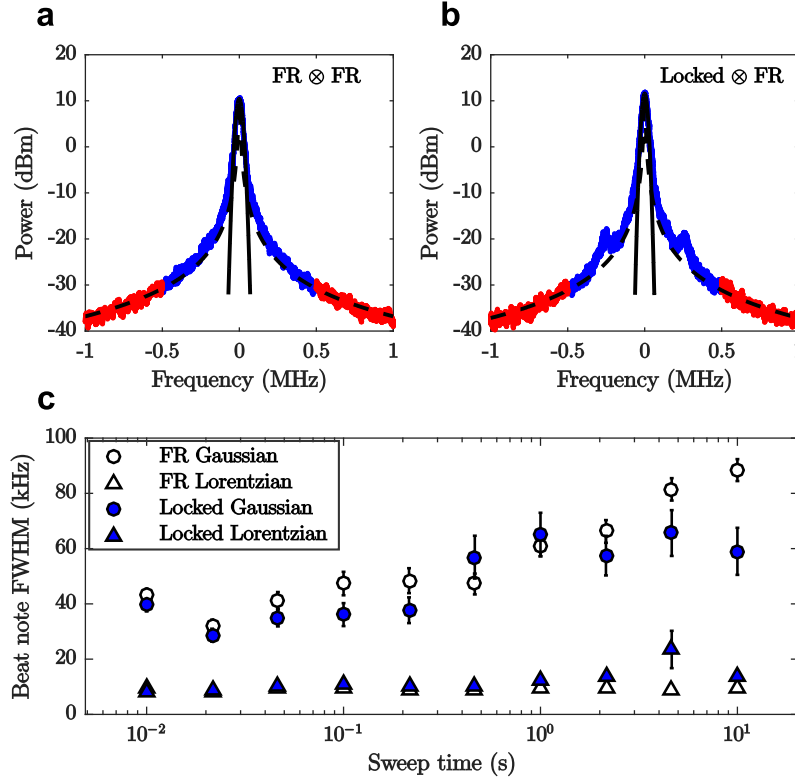 a
20
10
0
-10
-20
-30
-40
Power (dBm)
FR ⊗ FR
-1
-0.5
0
0.5
1
Frequency (MHz)
b
20
10
0
-10
-20
-30
-40
Power (dBm)
Locked ⊗ FR
-1
-0.5
0
0.5
1
Frequency (MHz)
c
100
80
60
40
20
0
Beat note FWHM (kHz)
FR Gaussian
FR Lorentzian
Locked Gaussian
Locked Lorentzian
10⁻²
10⁻¹
10⁰
10¹
Sweep time (s)